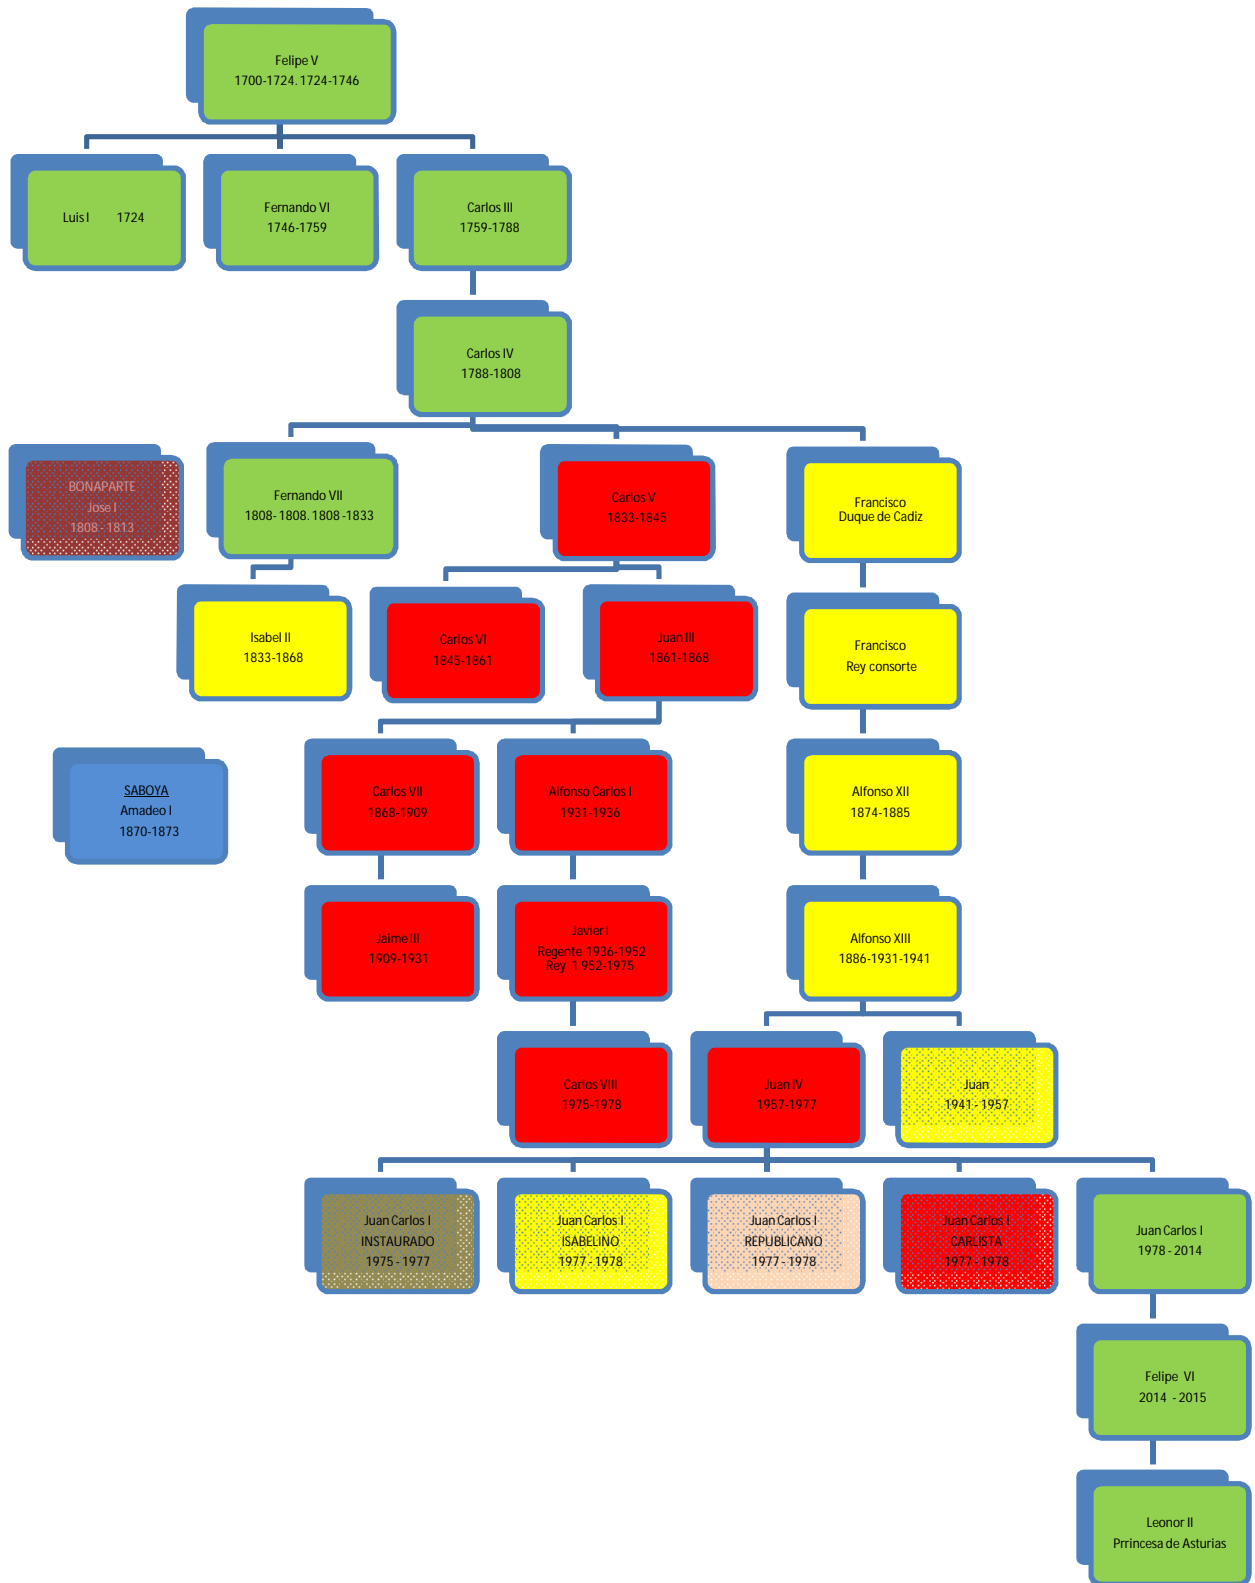 Felipe V
1700-1724. 1724-1746
Luis I 1724
Fernando VI
1746-1759
Carlos III
1759-1788
Carlos IV
1788-1808
BONAPARTE
Jose I
1808 - 1813
Fernando VII
1808- 1808. 1808 -1833
Carlos V
1833-1845
Francisco
Duque de Cadiz
Isabel II
1833-1868
Carlos VI
1845-1861
Juan III
1861-1868
Francisco
Rey consorte
SABOYA
Amadeo I
1870-1873
Carlos VII
1868-1909
Alfonso Carlos I
1931-1936
Alfonso XII
1874-1885
Jaime III
1909-1931
Javier I
Regente 1936-1952
Rey 1 952-1975
Alfonso XIII
1886-1931-1941
Carlos VIII
1975-1978
Juan IV
1957-1977
Juan
1941 - 1957
Juan Carlos I
INSTAURADO
1975 - 1977
Juan Carlos I
ISABELINO
1977 - 1978
Juan Carlos I
REPUBLICANO
1977 - 1978
Juan Carlos I
CARLISTA
1977 - 1978
Juan Carlos I
1978 - 2014
Felipe VI
2014 - 2015
Leonor II
Prrincesa de Asturias